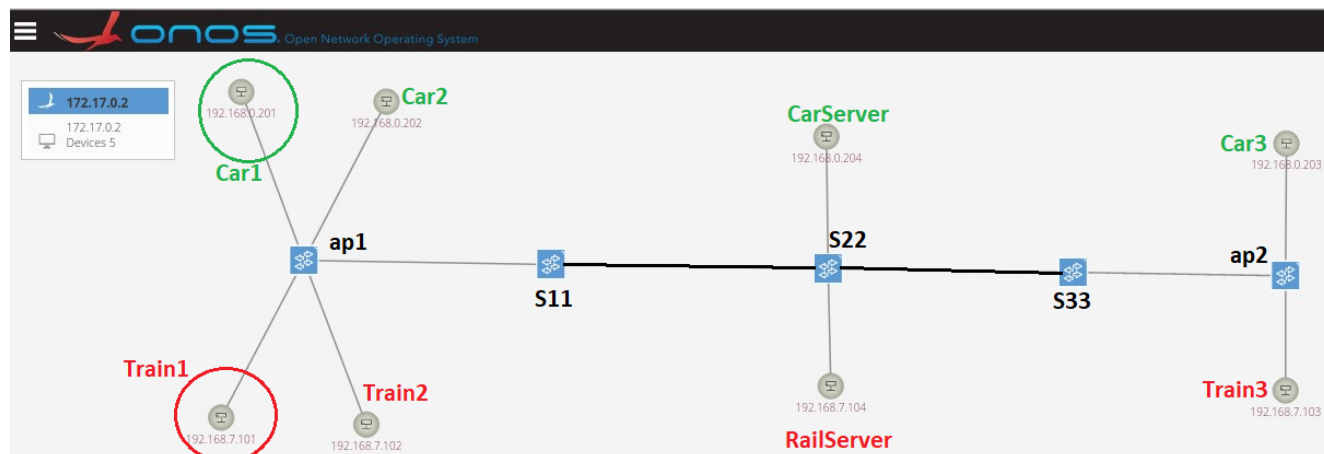 onos. Open Network Operating System
172.17.0.2
172.17.0.2
Devices 5
192.168.0.201
Car1
Car2
192.168.0.202
CarServer
192.168.0.204
Car3
192.168.0.203
ap1
S11
S22
S33
ap2
Train1
192.168.7.101
Train2
192.168.7.102
192.168.7.104
RailServer
Train3
192.168.7.103